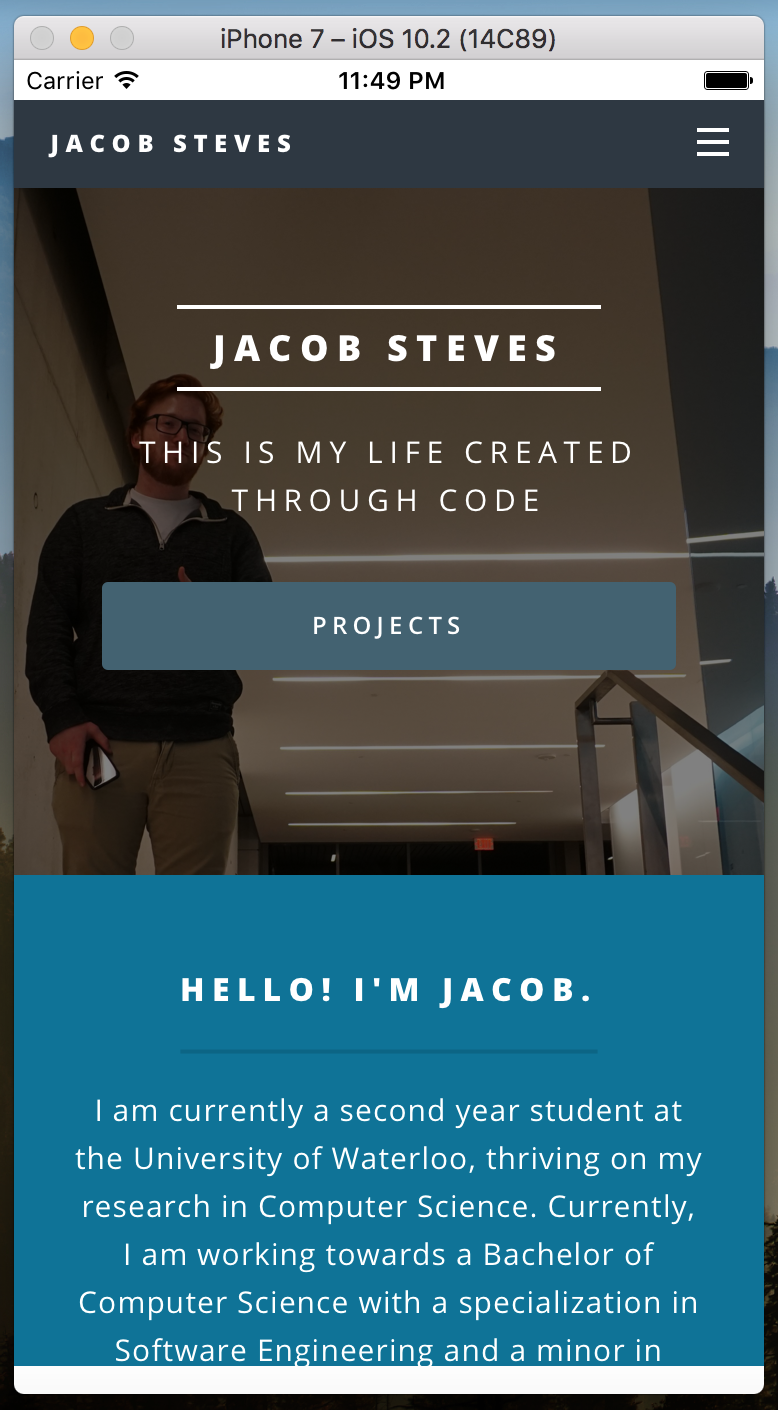 iPhone 7 – iOS 10.2 (14C89)
Carrier 11:49 PM
JACOB STEVES
JACOB STEVES
THIS IS MY LIFE CREATED
THROUGH CODE
PROJECTS
HELLO! I'M JACOB.
I am currently a second year student at
the University of Waterloo, thriving on my
research in Computer Science. Currently,
I am working towards a Bachelor of
Computer Science with a specialization in
Software Engineering and a minor in